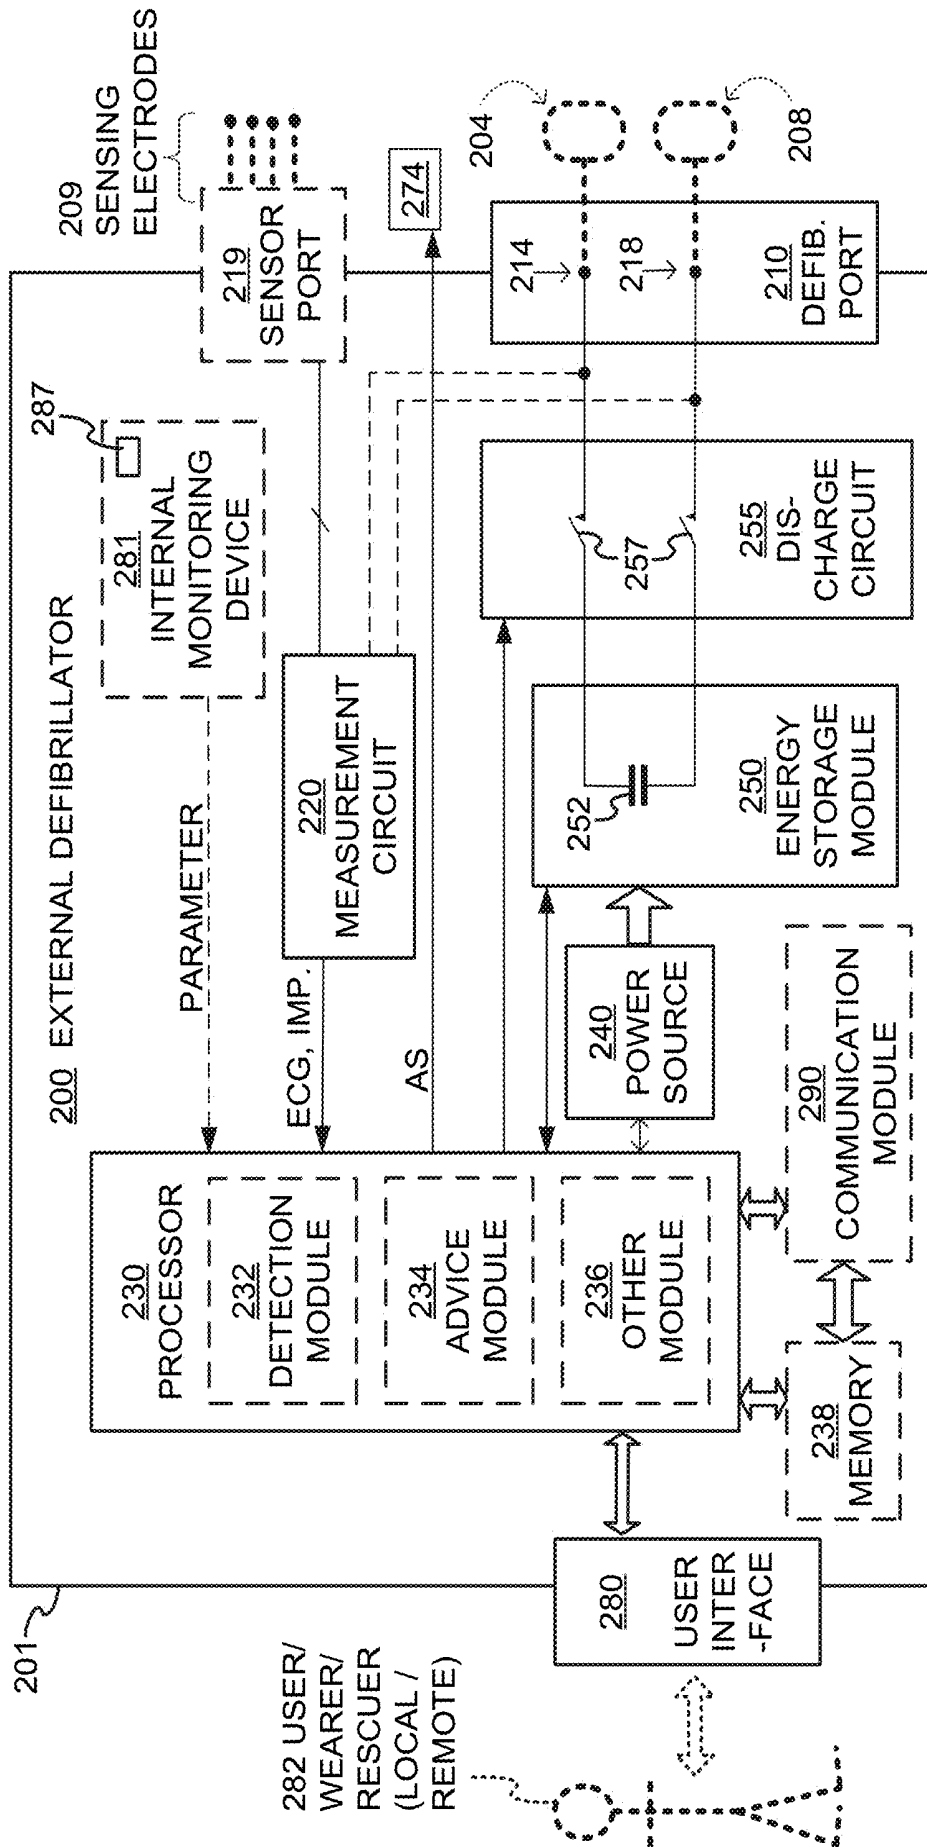 201
200 EXTERNAL DEFIBRILLATOR
282 USER/
WEARER/
RESCUER
(LOCAL /
REMOTE)
280
USER
INTER
-FACE
230
PROCESSOR
232
DETECTION
MODULE
234
ADVICE
MODULE
236
OTHER
MODULE
238
MEMORY
290
COMMUNICATION
MODULE
PARAMETER
ECG, IMP.
AS
240
POWER
SOURCE
281
INTERNAL
MONITORING
DEVICE
287
220
MEASUREMENT
CIRCUIT
252
250
ENERGY
STORAGE
MODULE
257
255
DIS-
CHARGE
CIRCUIT
209
SENSING
ELECTRODES
219
SENSOR
PORT
274
214
218
210
DEFIB.
PORT
204
208